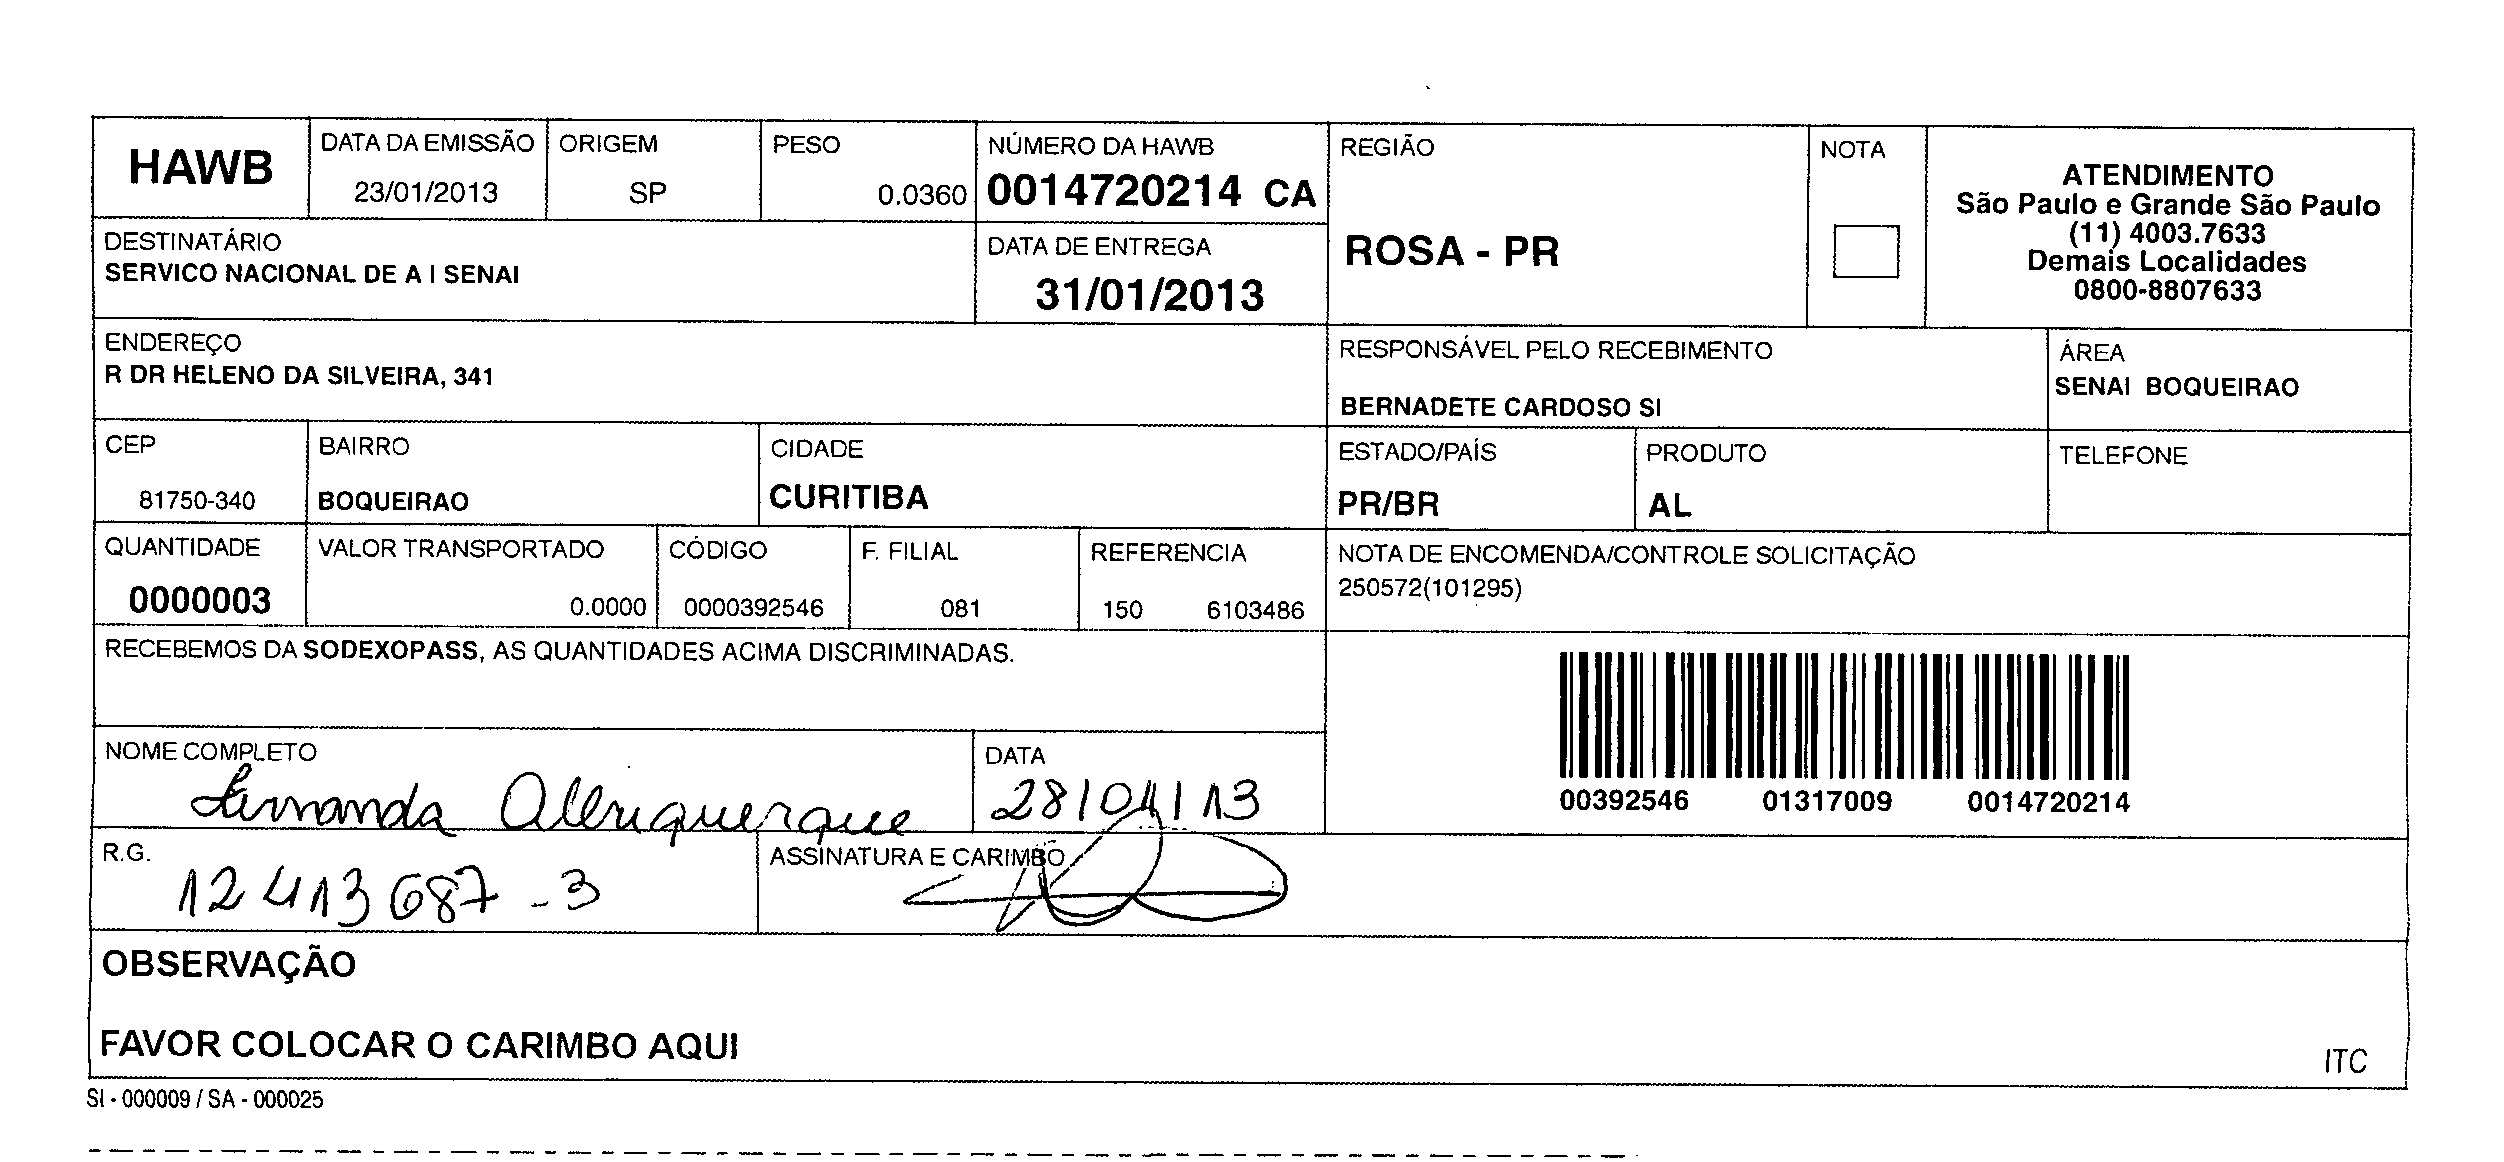 HAWB
DATA DA EMISSÃO
23/01/2013
ORIGEM
SP
PESO
0.0360
NÚMERO DA HAWB
0014720214 CA
REGIÃO
ROSA - PR
NOTA
ATENDIMENTO
São Paulo e Grande São Paulo
(11) 4003.7633
Demais Localidades
0800-8807633
DESTINATÁRIO
SERVICO NACIONAL DE A I SENAI
DATA DE ENTREGA
31/01/2013
ENDEREÇO
R DR HELENO DA SILVEIRA, 341
RESPONSÁVEL PELO RECEBIMENTO
BERNADETE CARDOSO SI
ÁREA
SENAI BOQUEIRAO
CEP
81750-340
BAIRRO
BOQUEIRAO
CIDADE
CURITIBA
ESTADO/PAÍS
PR/BR
PRODUTO
AL
TELEFONE
QUANTIDADE
0000003
VALOR TRANSPORTADO
0.0000
CÓDIGO
0000392546
F. FILIAL
081
REFERENCIA
150 6103486
NOTA DE ENCOMENDA/CONTROLE SOLICITAÇÃO
250572(101295)
RECEBEMOS DA SODEXOPASS, AS QUANTIDADES ACIMA DISCRIMINADAS.
00392546 01317009 0014720214
NOME COMPLETO
Fernanda Albuquerque
DATA
28/01/13
R.G.
12413687-3
ASSINATURA E CARIMBO
OBSERVAÇÃO
FAVOR COLOCAR O CARIMBO AQUI
ITC
SI - 000009 / SA - 000025